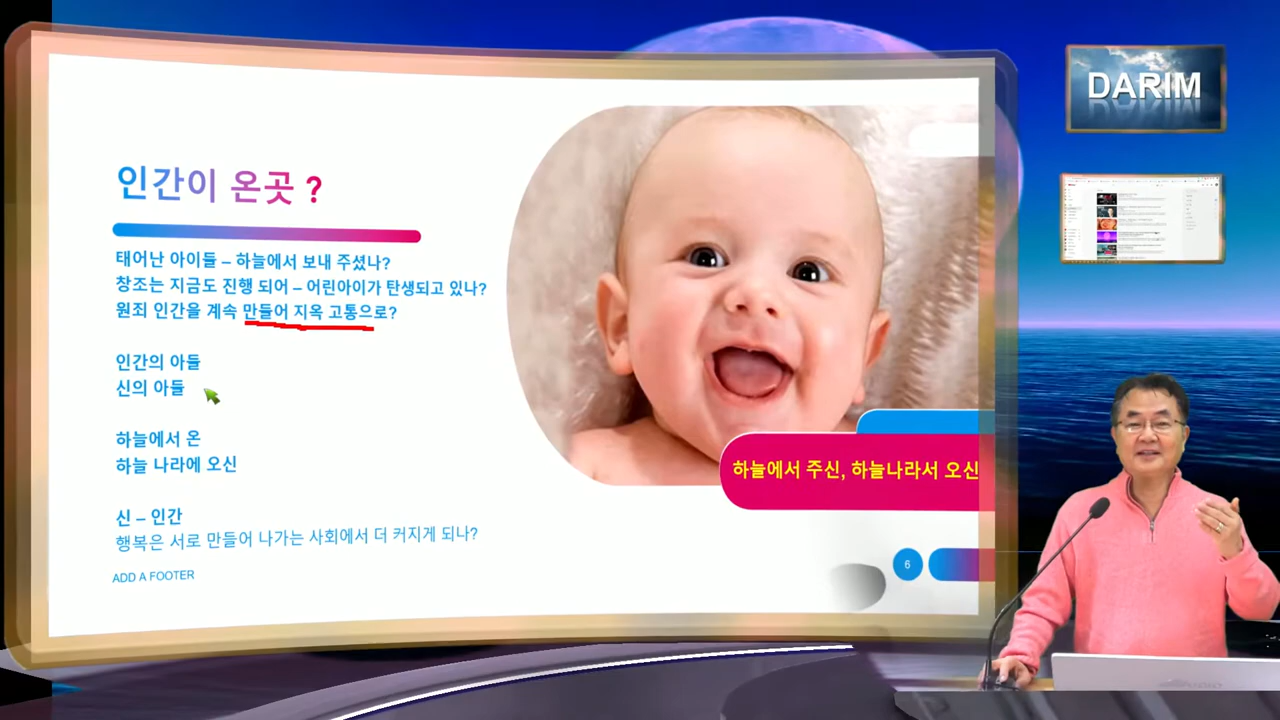 인간이 온곳 ?
태어난 아이들 – 하늘에서 보내 주셨나?
창조는 지금도 진행 되어 – 어린아이가 탄생되고 있나?
원죄 인간을 계속 만들어 지옥 고통으로?
인간의 아들
신의 아들
하늘에서 온
하늘 나라에 오신
신 – 인간
행복은 서로 만들어 나가는 사회에서 더 커지게 되나?
ADD A FOOTER
하늘에서 주신, 하늘나라서 오신
6
DARIM